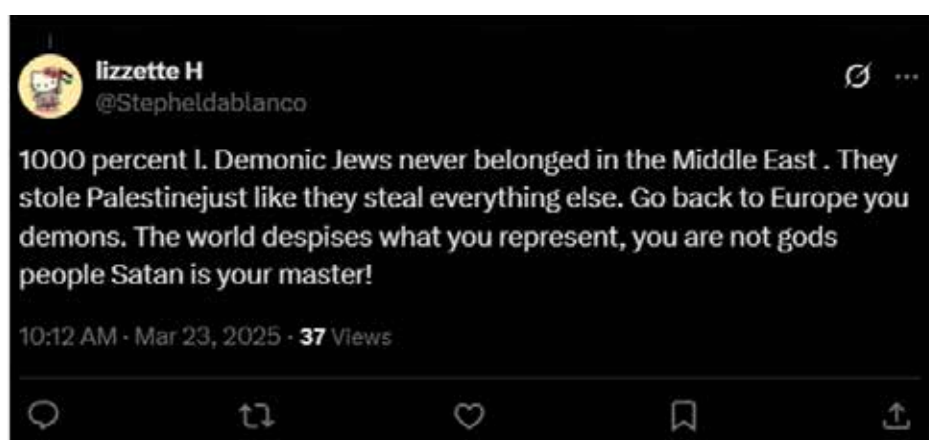 lizzette H
@Stepheldablanco
1000 percent I. Demonic Jews never belonged in the Middle East . They
stole Palestinejust like they steal everything else. Go back to Europe you
demons. The world despises what you represent, you are not gods
people Satan is your master!
10:12 AM · Mar 23, 2025 · 37 Views